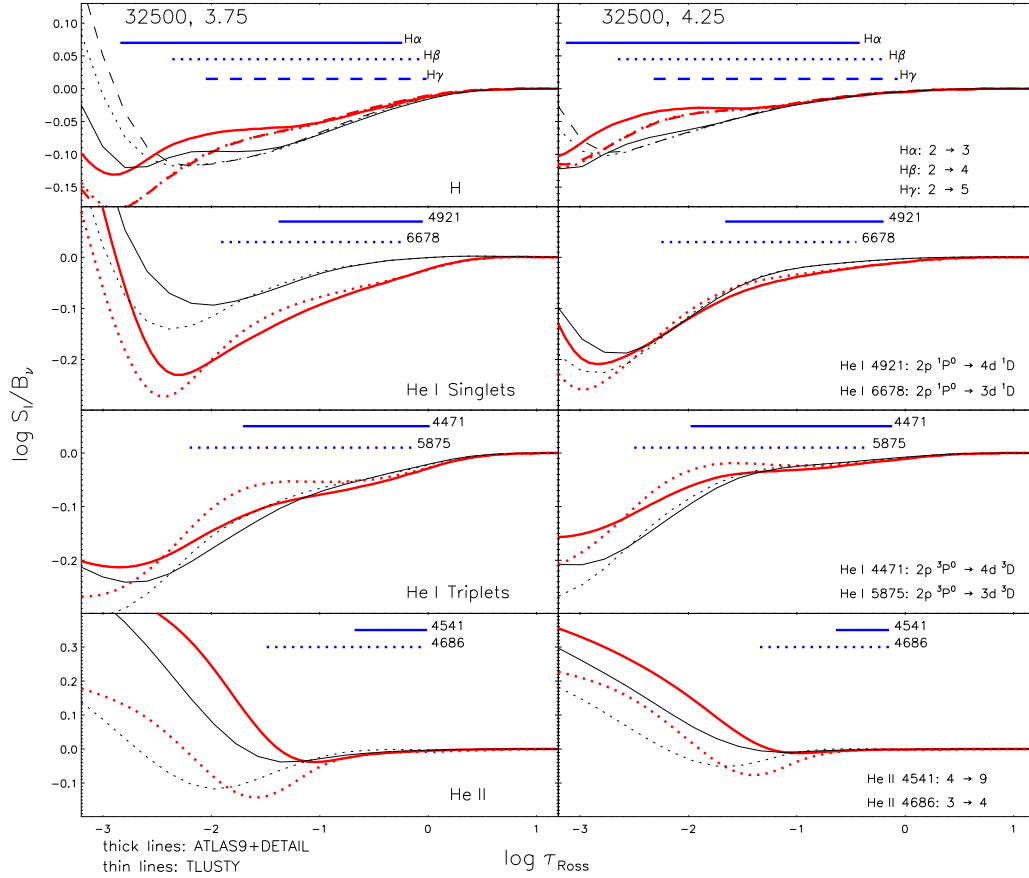 32500, 3.75
32500, 4.25
0.10
0.05
0.00
−0.05
−0.10
−0.15
Hα
Hβ
Hγ
H
Hα
Hβ
Hγ
Hα: 2 → 3
Hβ: 2 → 4
Hγ: 2 → 5
0.0
−0.1
−0.2
4921
6678
He I Singlets
4921
6678
He I 4921: 2p ¹P⁰ → 4d ¹D
He I 6678: 2p ¹P⁰ → 3d ¹D
log S_l/B_ν
0.0
−0.1
−0.2
4471
5875
He I Triplets
4471
5875
He I 4471: 2p ³P⁰ → 4d ³D
He I 5875: 2p ³P⁰ → 3d ³D
0.3
0.2
0.1
0.0
−0.1
4541
4686
He II
4541
4686
He II 4541: 4 → 9
He II 4686: 3 → 4
−3 −2 −1 0 1
−3 −2 −1 0 1
log τ_Ross
thick lines: ATLAS9+DETAIL
thin lines: TLUSTY